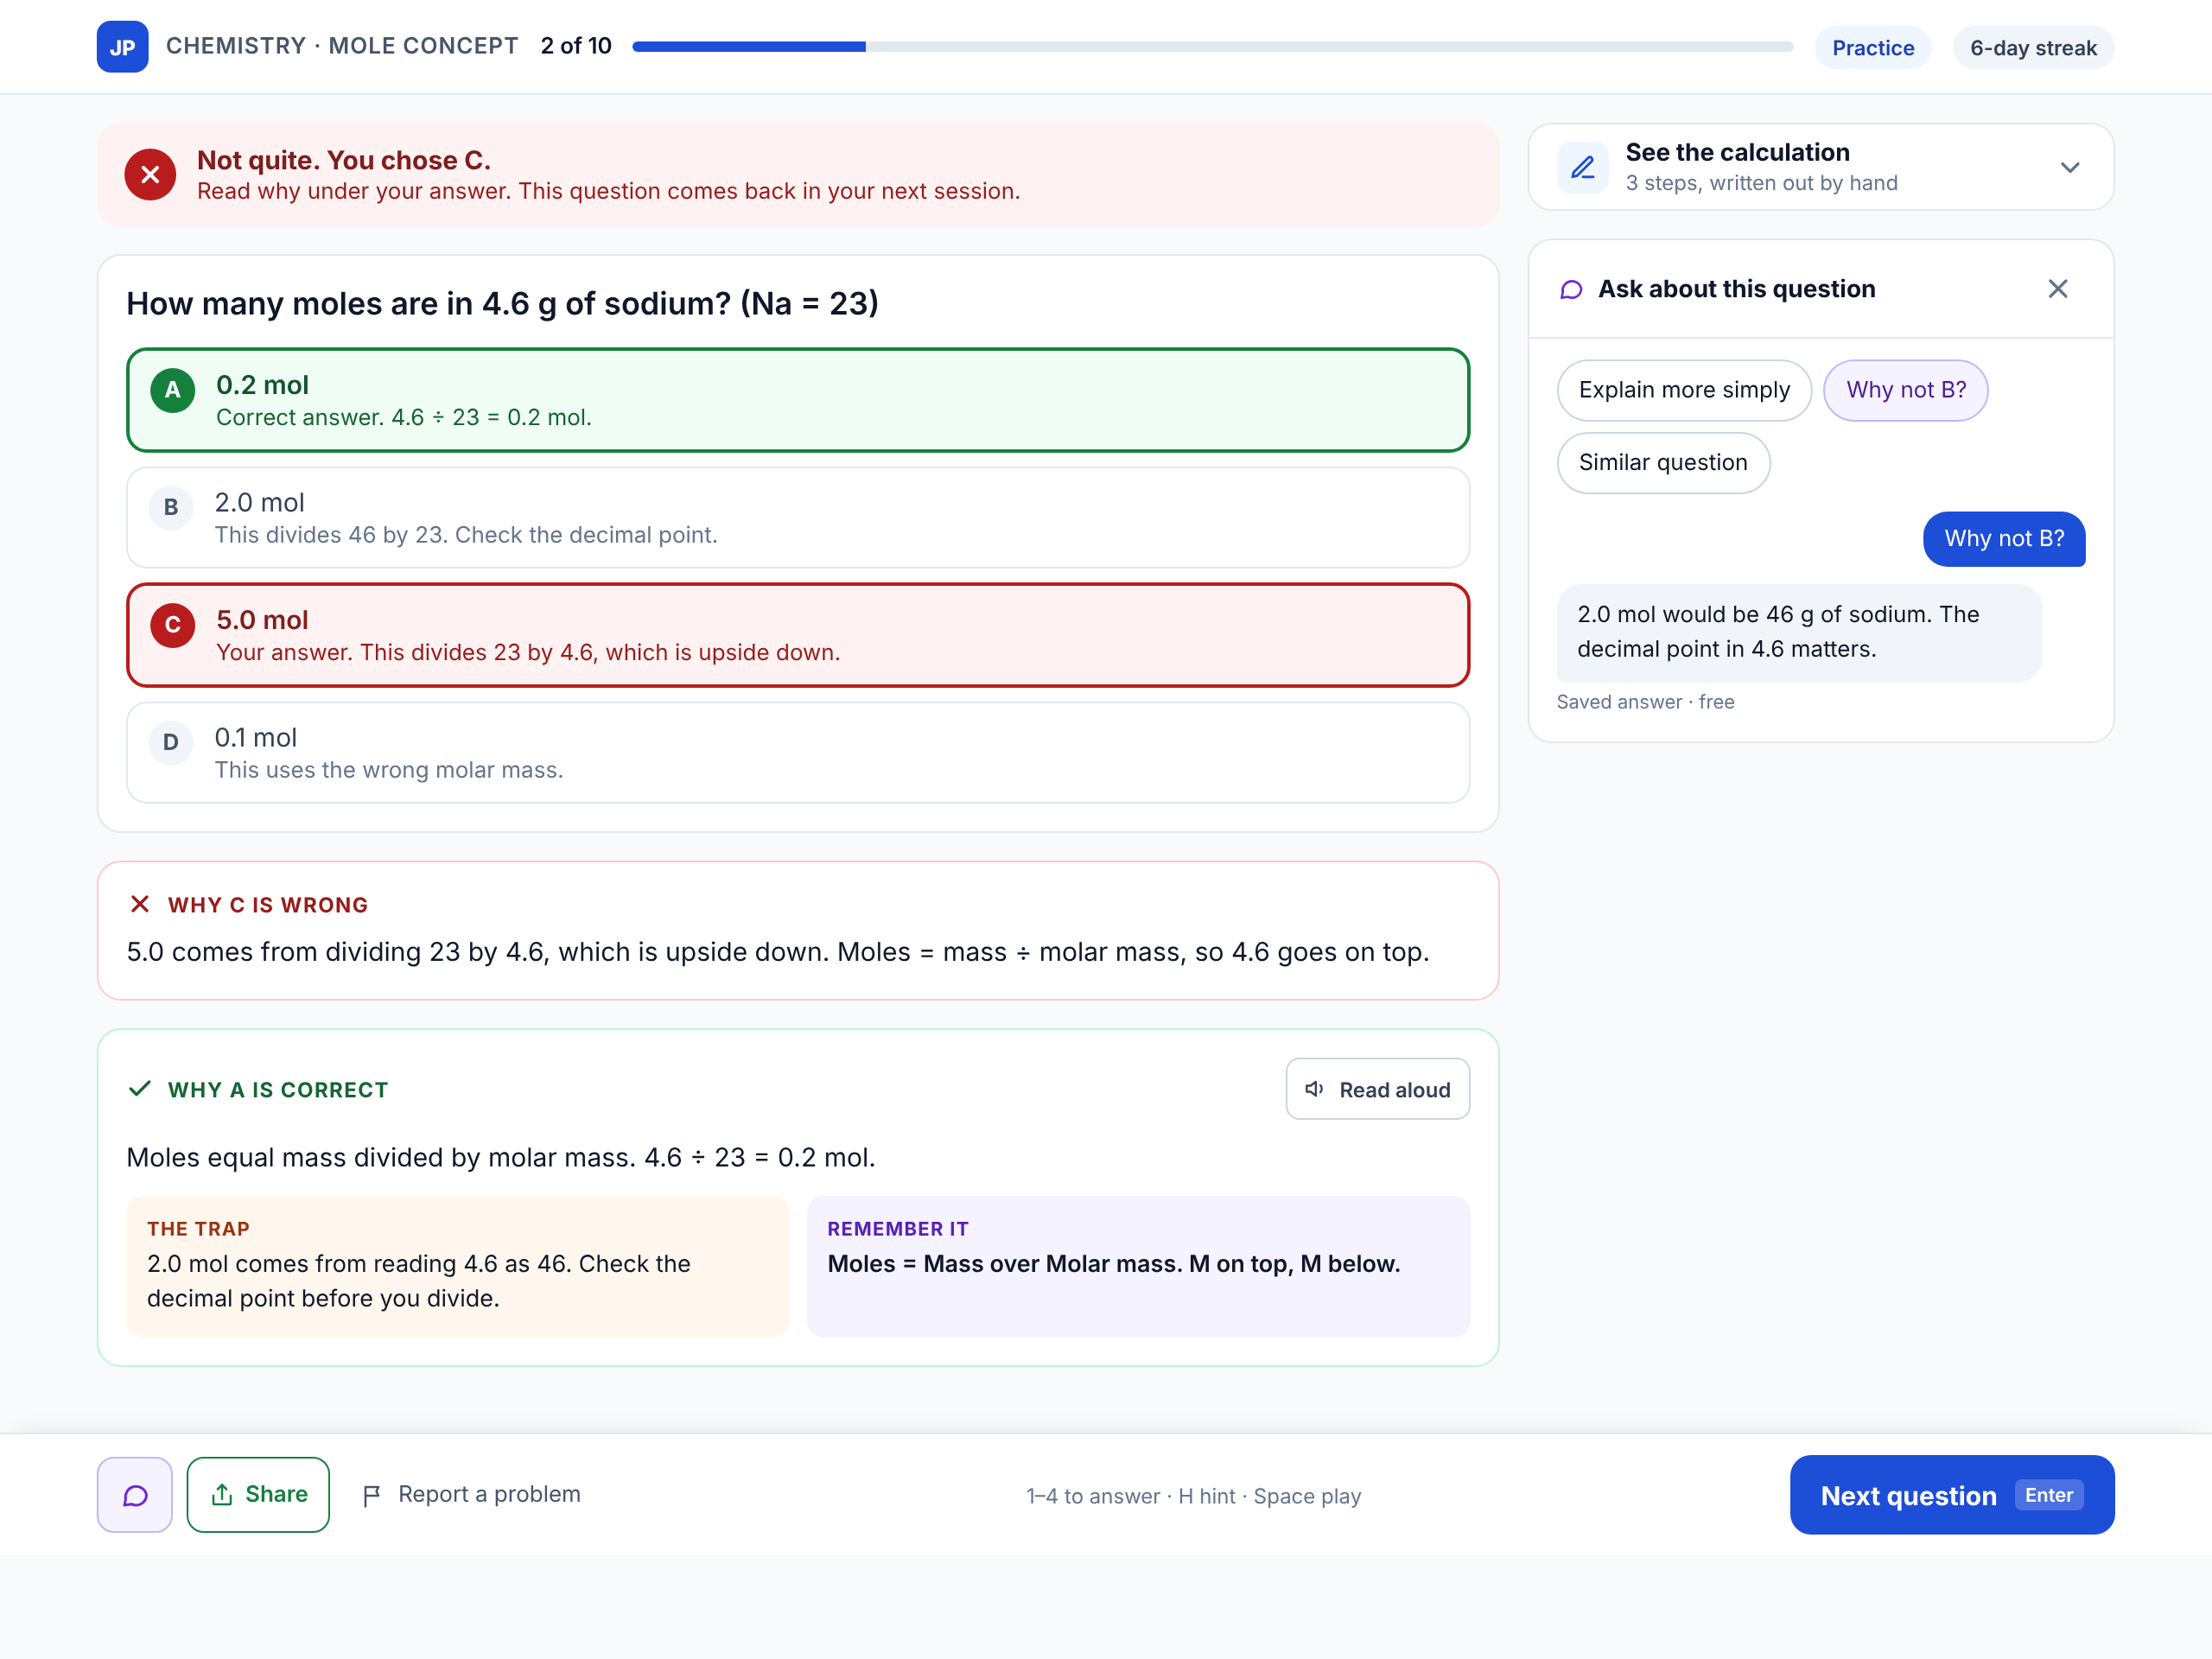 JP
CHEMISTRY · MOLE CONCEPT 2 of 10
Practice
6-day streak
Not quite. You chose C.
Read why under your answer. This question comes back in your next session.
How many moles are in 4.6 g of sodium? (Na = 23)
A
0.2 mol
Correct answer. 4.6 ÷ 23 = 0.2 mol.
B
2.0 mol
This divides 46 by 23. Check the decimal point.
C
5.0 mol
Your answer. This divides 23 by 4.6, which is upside down.
D
0.1 mol
This uses the wrong molar mass.
WHY C IS WRONG
5.0 comes from dividing 23 by 4.6, which is upside down. Moles = mass ÷ molar mass, so 4.6 goes on top.
WHY A IS CORRECT
Read aloud
Moles equal mass divided by molar mass. 4.6 ÷ 23 = 0.2 mol.
THE TRAP
2.0 mol comes from reading 4.6 as 46. Check the
decimal point before you divide.
REMEMBER IT
Moles = Mass over Molar mass. M on top, M below.
See the calculation
3 steps, written out by hand
Ask about this question
Explain more simply
Why not B?
Similar question
Why not B?
2.0 mol would be 46 g of sodium. The
decimal point in 4.6 matters.
Saved answer · free
Share
Report a problem
1–4 to answer · H hint · Space play
Next question Enter